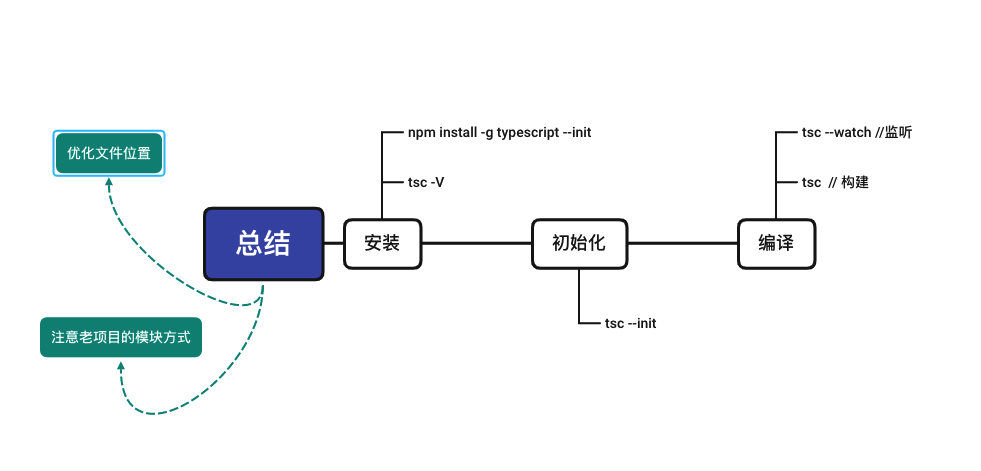 npm install -g typescript --init
tsc --watch //监听
优化文件位置
tsc -V
tsc // 构建
总结
安装
初始化
编译
tsc --init
注意老项目的模块方式